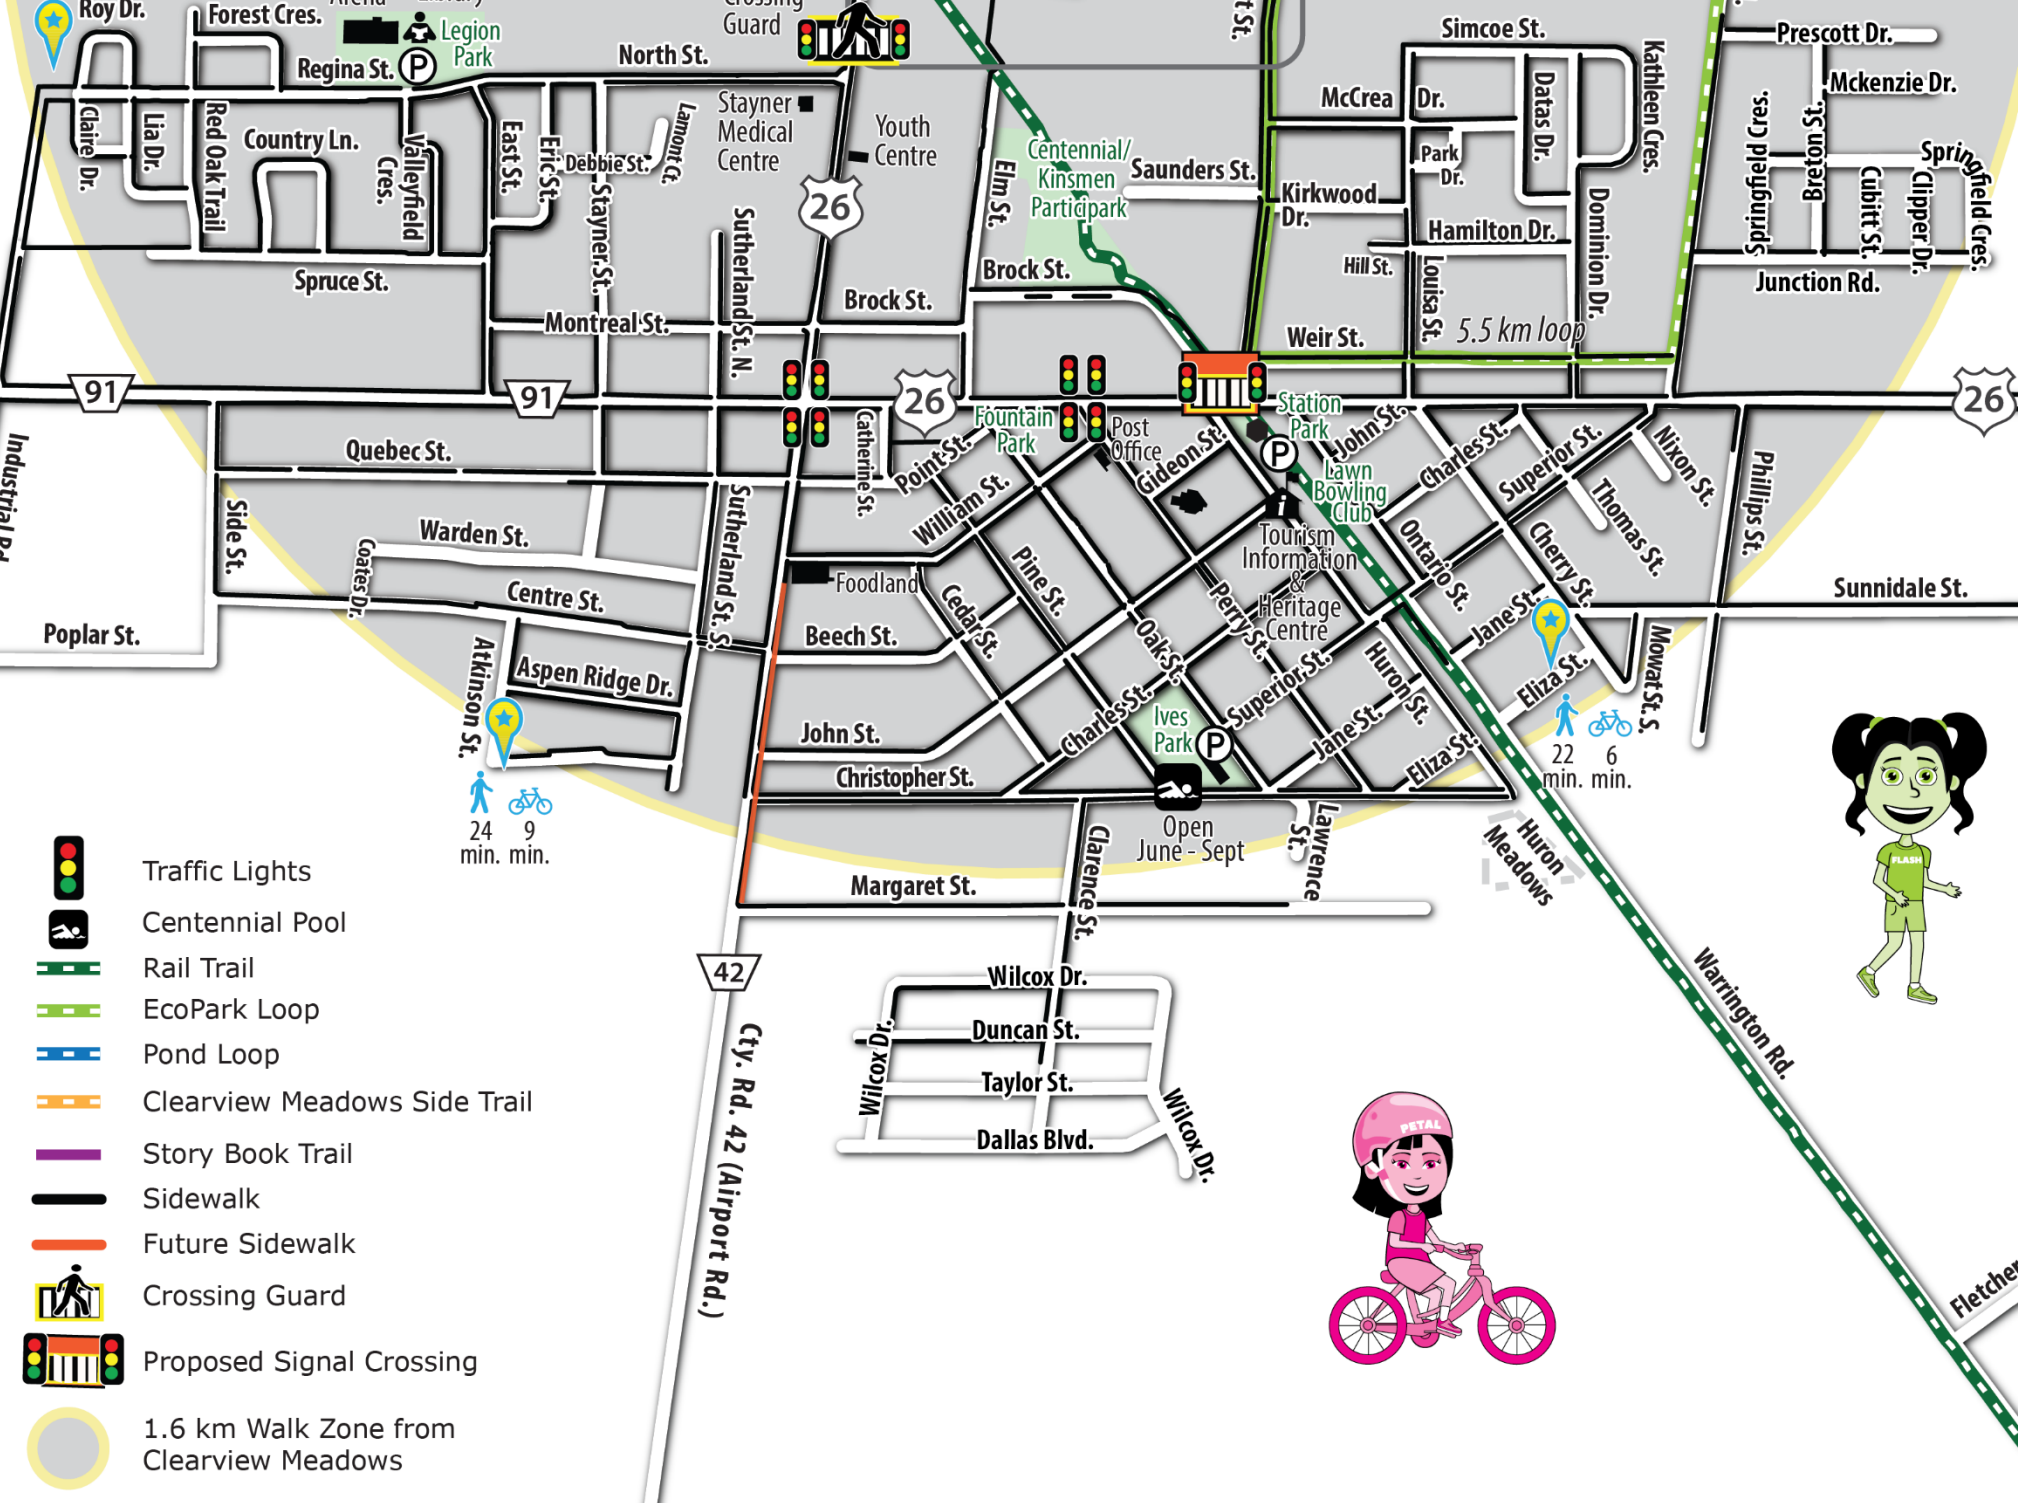 Roy Dr.
Forest Cres.
Legion
Park
Regina St.
P
North St.
Crossing
Guard
Simcoe St.
Kathleen Cres.
Prescott Dr.
Mckenzie Dr.
Claire Dr.
Lia Dr.
Red Oak Trail
Country Ln.
Valleyfield
Cres.
East St.
Eric St.
Debbie St.
Lamont Ct.
Stayner St.
Stayner
Medical
Centre
Youth
Centre
26
Elm St.
Centennial/
Kinsmen
Participark
Saunders St.
McCrea Dr.
Park
Dr.
Datas Dr.
Kirkwood
Dr.
Hamilton Dr.
Hill St.
Louisa St.
Dominion Dr.
Springfield Cres.
Breton St.
Cubitt St.
Clipper Dr.
Springfield Cres.
Junction Rd.
Spruce St.
Montreal St.
Sutherland St. N.
Brock St.
Brock St.
Weir St.
5.5 km loop
91
91
26
26
Fountain
Park
Post
Office
Station
Park
P
John St.
Charles St.
Superior St.
Nixon St.
Thomas St.
Phillips St.
Industrial Rd.
Quebec St.
Side St.
Catherine St.
Point St.
William St.
Gideon St.
Lawn
Bowling
Club
Tourism
Information
&
Heritage
Centre
Ontario St.
Cherry St.
Jane St.
Eliza St.
Mowat St. S.
Sunnidale St.
Warden St.
Coates Dr.
Centre St.
Sutherland St. S.
Poplar St.
Atkinson St.
Aspen Ridge Dr.
Foodland
Beech St.
Cedar St.
Pine St.
Oak St.
Perry St.
Huron St.
John St.
Charles St.
Superior St.
Jane St.
Eliza St.
Ives
Park
P
Christopher St.
24
min.
9
min.
22
min.
6
min.
Open
June - Sept
Clarence St.
Lawrence
St.
Huron
Meadows
Margaret St.
42
Cty. Rd. 42 (Airport Rd.)
Wilcox Dr.
Wilcox Dr.
Duncan St.
Taylor St.
Dallas Blvd.
Wilcox Dr.
Warrington Rd.
Fletcher
FLASH
PETAL
Traffic Lights
Centennial Pool
Rail Trail
EcoPark Loop
Pond Loop
Clearview Meadows Side Trail
Story Book Trail
Sidewalk
Future Sidewalk
Crossing Guard
Proposed Signal Crossing
1.6 km Walk Zone from
Clearview Meadows